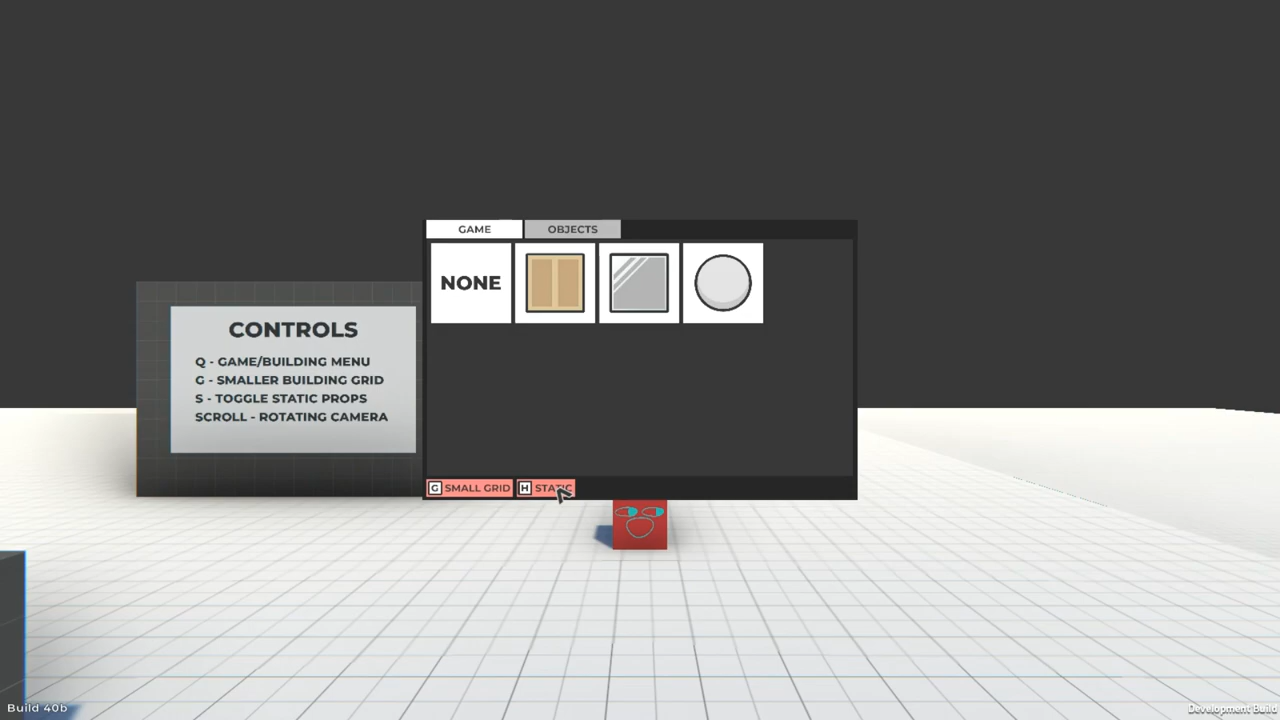 GAME
OBJECTS
NONE
CONTROLS
Q - GAME/BUILDING MENU
G - SMALLER BUILDING GRID
S - TOGGLE STATIC PROPS
SCROLL - ROTATING CAMERA
G SMALL GRID
H STATIC
Build 40b
Development Build